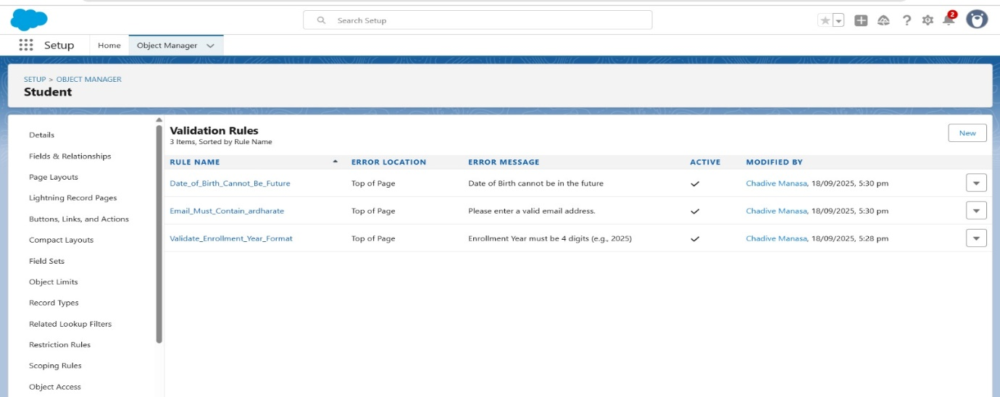 Search Setup
2
Setup Home Object Manager
SETUP > OBJECT MANAGER
Student
Details
Fields & Relationships
Page Layouts
Lightning Record Pages
Buttons, Links, and Actions
Compact Layouts
Field Sets
Object Limits
Record Types
Related Lookup Filters
Restriction Rules
Scoping Rules
Object Access
Validation Rules
3 Items, Sorted by Rule Name
New
RULE NAME ERROR LOCATION ERROR MESSAGE ACTIVE MODIFIED BY
Date_of_Birth_Cannot_Be_Future Top of Page Date of Birth cannot be in the future Chadive Manasa, 18/09/2025, 5:30 pm
Email_Must_Contain_ardharate Top of Page Please enter a valid email address. Chadive Manasa, 18/09/2025, 5:30 pm
Validate_Enrollment_Year_Format Top of Page Enrollment Year must be 4 digits (e.g., 2025) Chadive Manasa, 18/09/2025, 5:28 pm